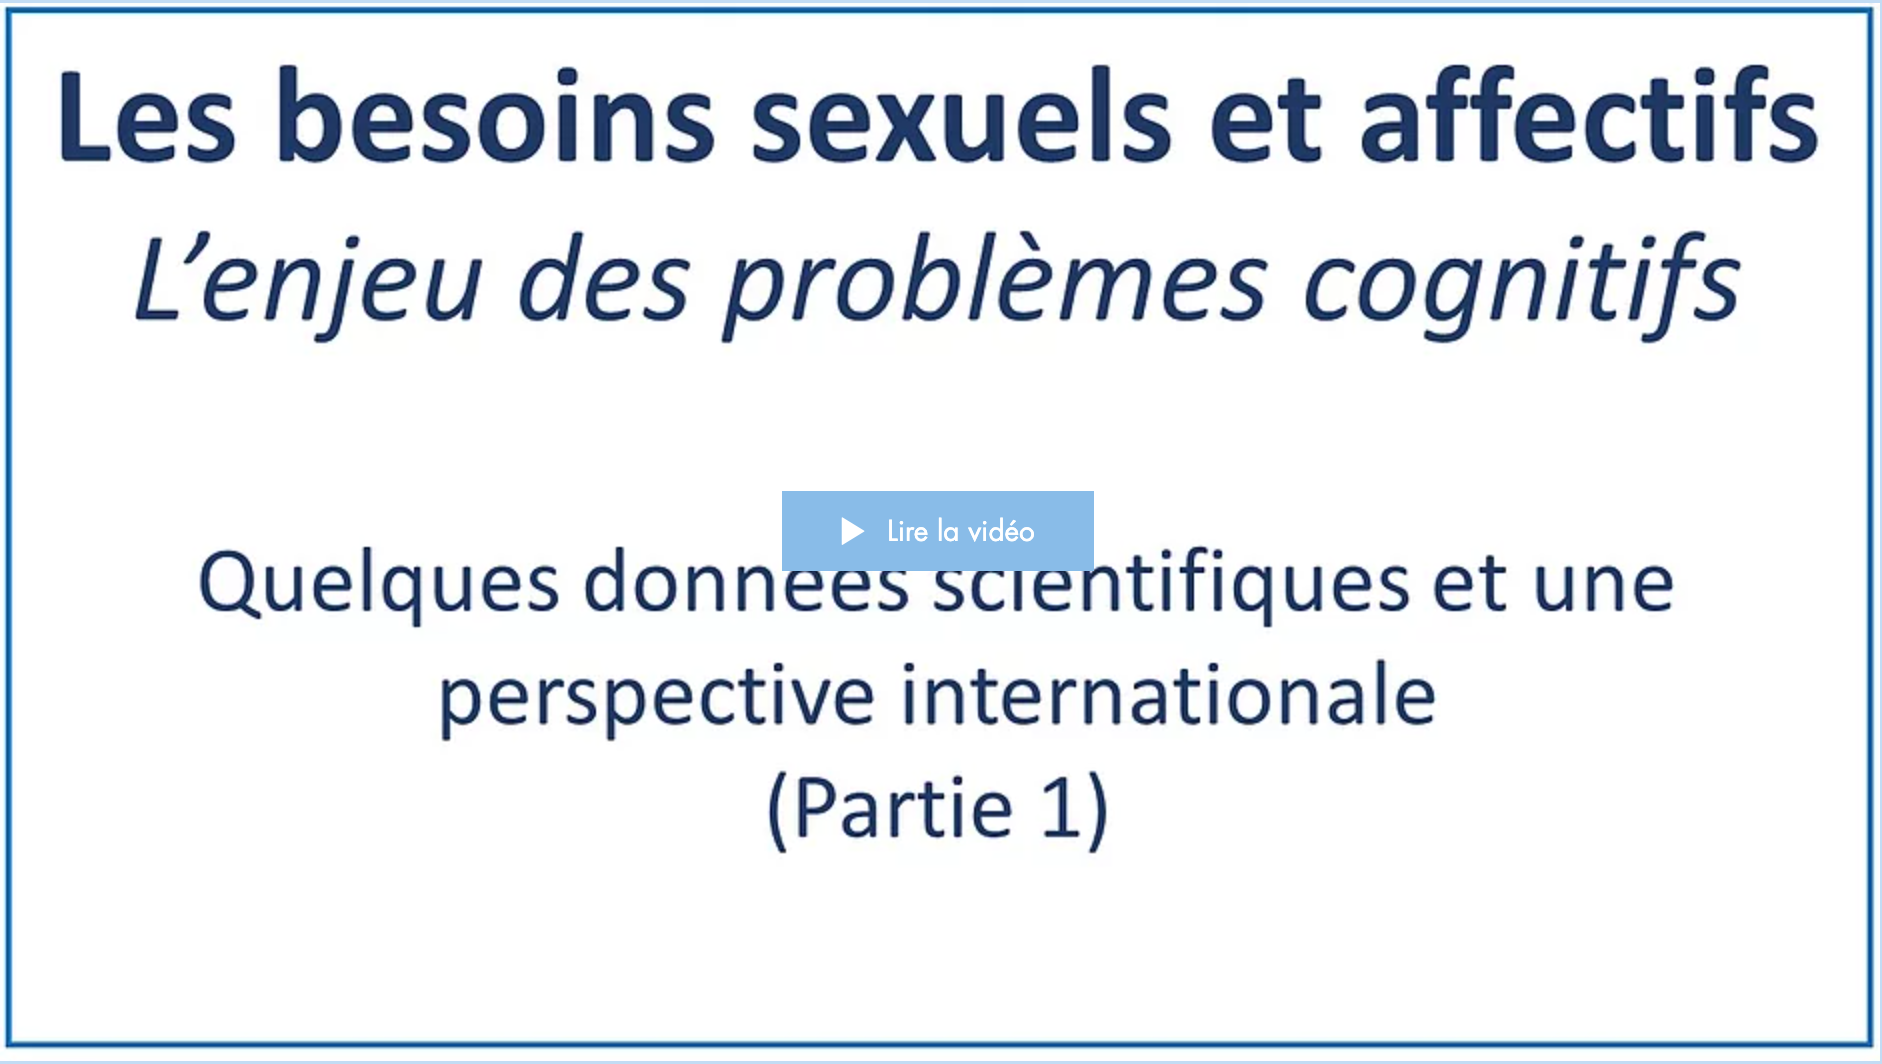 Les besoins sexuels et affectifs
L’enjeu des problèmes cognitifs
Lire la vidéo
Quelques données scientifiques et une
perspective internationale
(Partie 1)